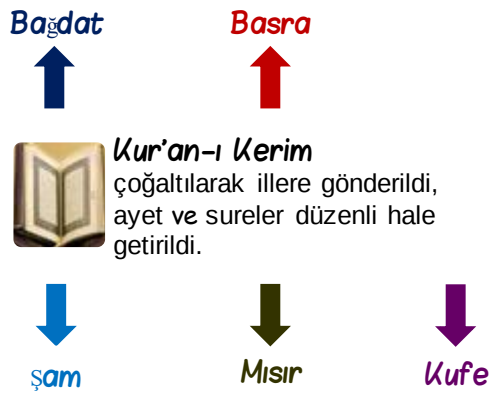 Bağdat Basra
Kur'an-ı Kerim
çoğaltılarak illere gönderildi,
ayet ve sureler düzenli hale
getirildi.
Şam Mısır Kufe